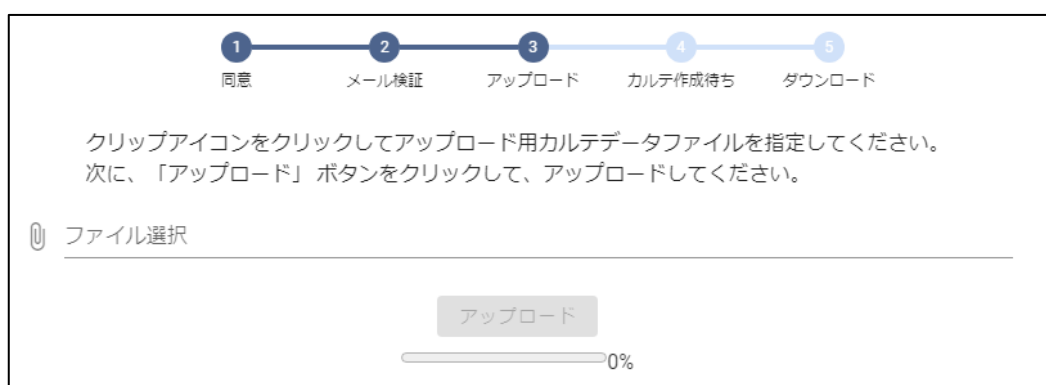 1 2 3 4 5
同意 メール検証 アップロード カルテ作成待ち ダウンロード
クリップアイコンをクリックしてアップロード用カルテデータファイルを指定してください。
次に、「アップロード」 ボタンをクリックして、アップロードしてください。
ファイル選択
アップロード
0%